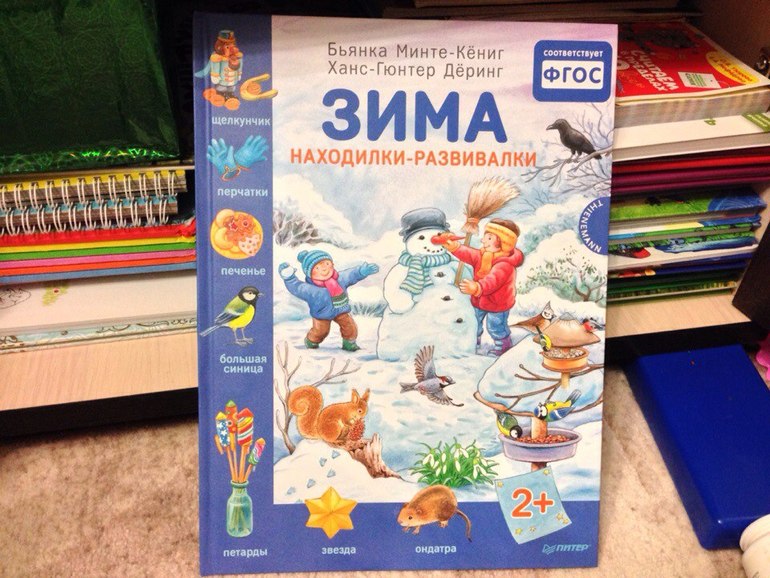 Бьянка Минте-Кёниг
Ханс-Гюнтер Дёринг
соответствует
ФГОС
ЗИМА
НАХОДИЛКИ-РАЗВИВАЛКИ
щелкунчик
перчатки
печенье
большая
синица
петарды
звезда
ондатра
THIENEMANN
2+
ПИТЕР
Считаем